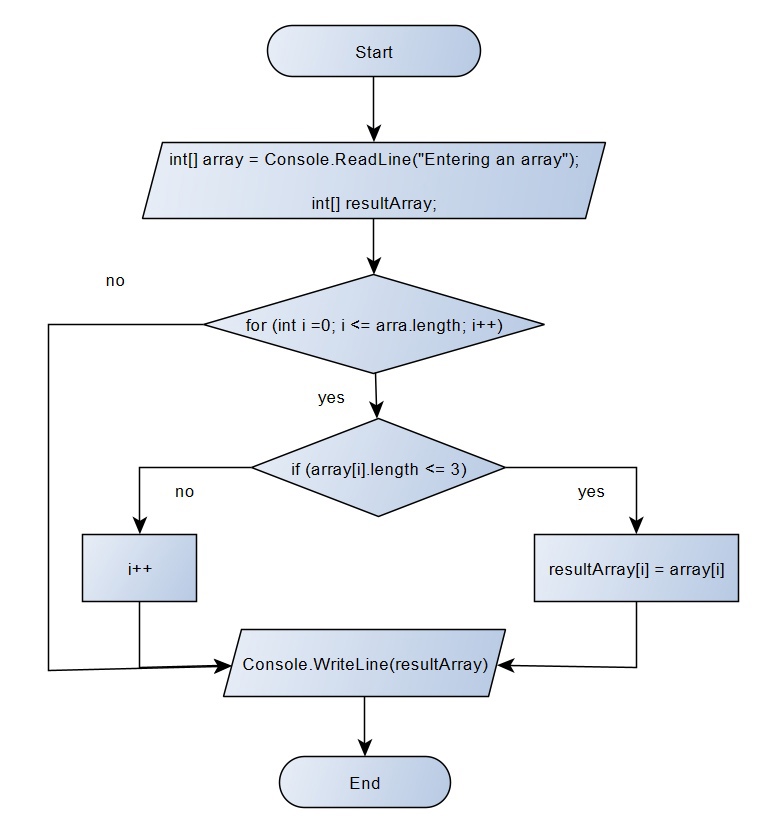 Start
int[] array = Console.ReadLine("Entering an array");
int[] resultArray;
no
for (int i =0; i <= arra.length; i++)
yes
if (array[i].length <= 3)
no
yes
i++
resultArray[i] = array[i]
Console.WriteLine(resultArray)
End